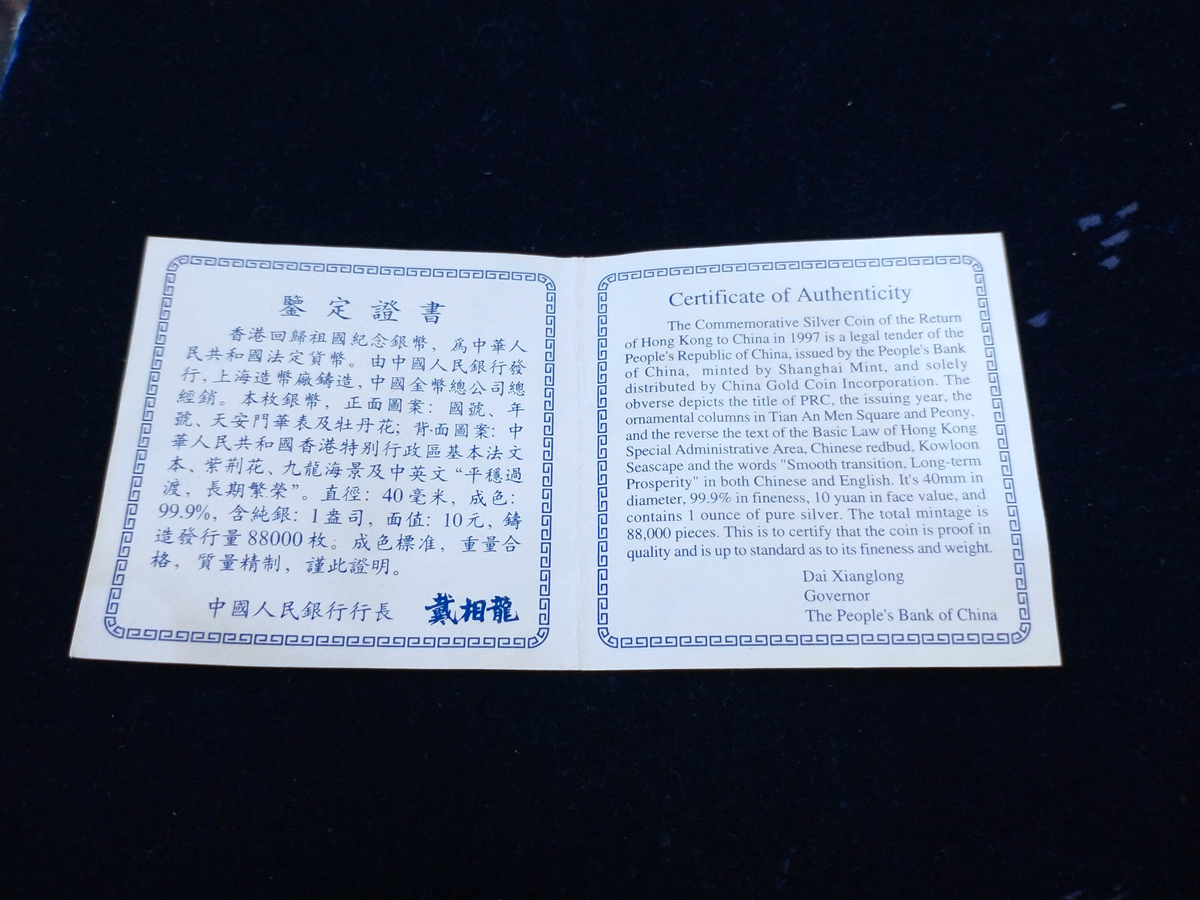 鑒定證書
香港回歸祖國紀念銀幣，爲中華人
民共和國法定貨幣。由中國人民銀行發
行，上海造幣廠鑄造，中國金幣總公司總
經銷。本枚銀幣，正面圖案：國號、年
號、天安門華表及牡丹花；背面圖案：中
華人民共和國香港特别行政區基本法文
本、紫荆花、九龍海景及中英文“平穩過
渡，長期繁榮”。直徑：40毫米，成色：
99.9%，含純銀：1盎司，面值：10元，鑄
造發行量88000枚。成色標准，重量合
格，質量精制，謹此證明。
中國人民銀行行長 戴相龍
Certificate of Authenticity
The Commemorative Silver Coin of the Return
of Hong Kong to China in 1997 is a legal tender of the
People's Republic of China, issued by the People's Bank
of China, minted by Shanghai Mint, and solely
distributed by China Gold Coin Incorporation. The
obverse depicts the title of PRC, the issuing year, the
ornamental columns in Tian An Men Square and Peony,
and the reverse the text of the Basic Law of Hong Kong
Special Administrative Area, Chinese redbud, Kowloon
Seascape and the words "Smooth transition, Long-term
Prosperity" in both Chinese and English. It's 40mm in
diameter, 99.9% in fineness, 10 yuan in face value, and
contains 1 ounce of pure silver. The total mintage is
88,000 pieces. This is to certify that the coin is proof in
quality and is up to standard as to its fineness and weight.
Dai Xianglong
Governor
The People's Bank of China